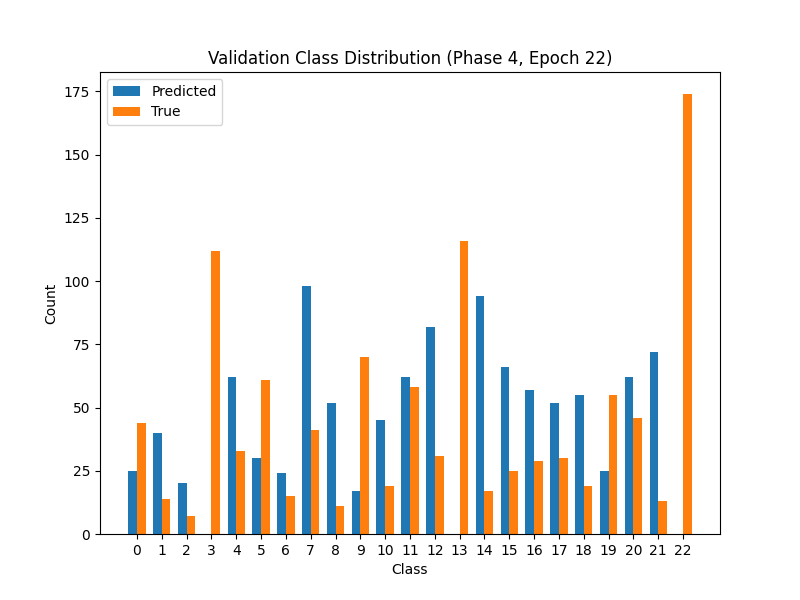 Validation Class Distribution (Phase 4, Epoch 22)
Predicted
True
175
150
125
100
75
50
25
0
Count
0 1 2 3 4 5 6 7 8 9 10 11 12 13 14 15 16 17 18 19 20 21 22
Class